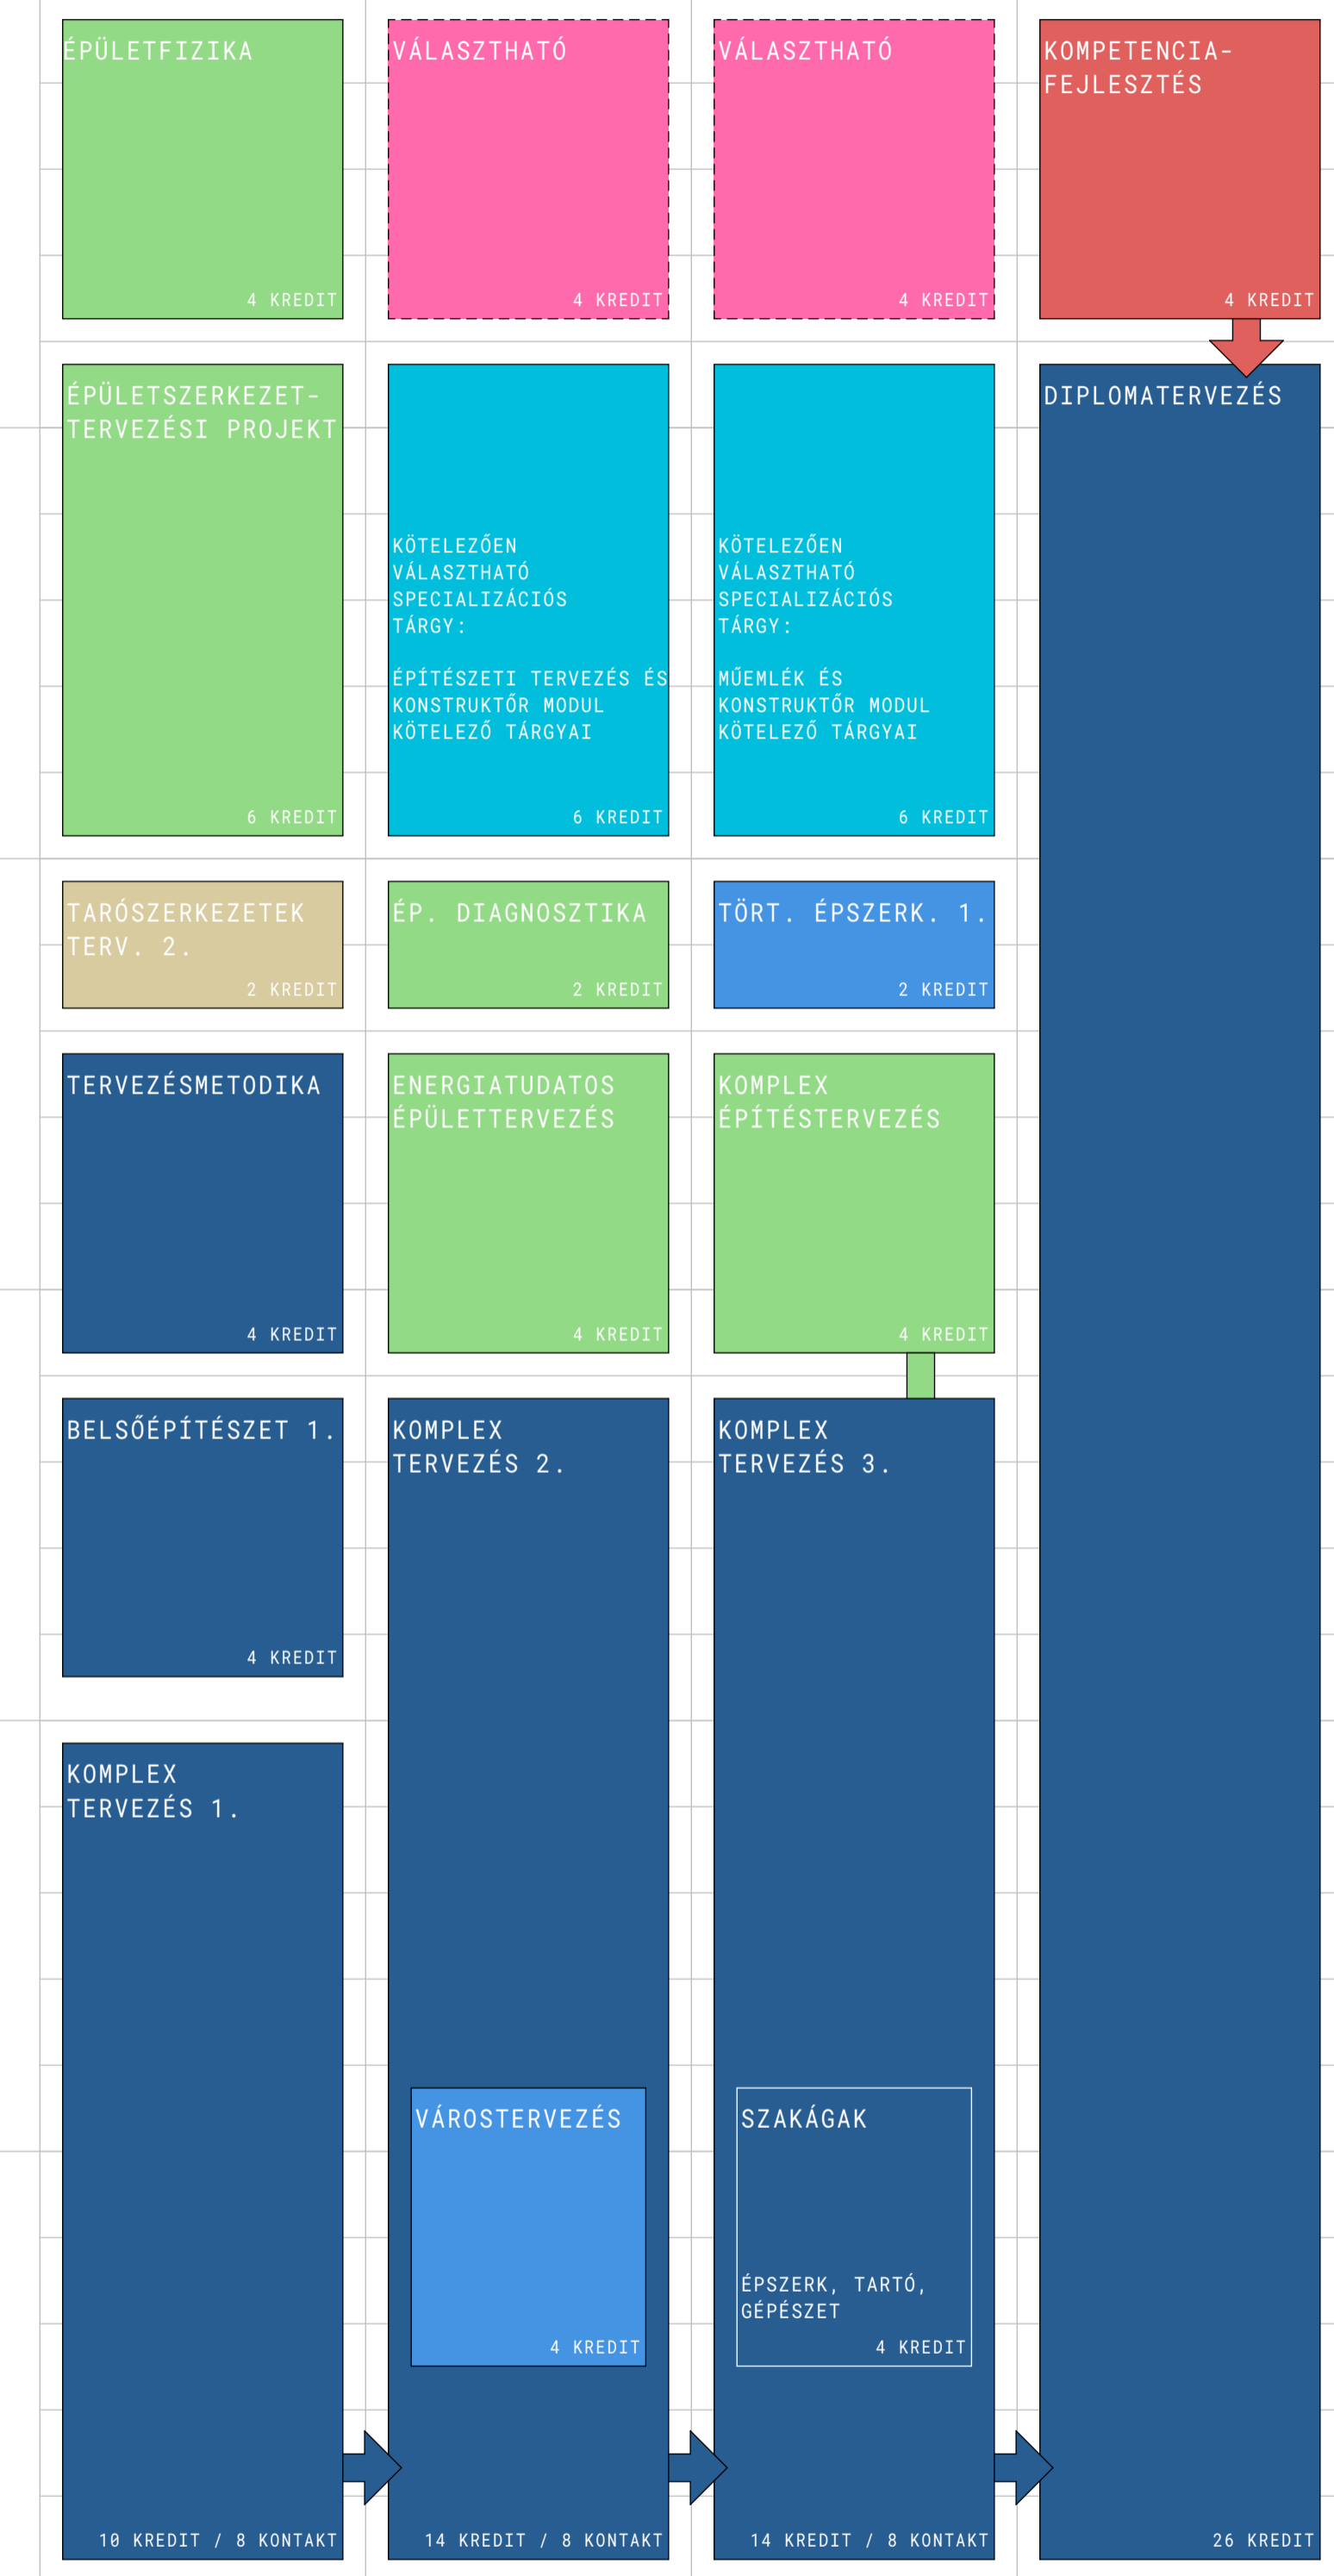 ÉPÜLETFIZIKA
4 KREDIT
VÁLASZTHATÓ
4 KREDIT
VÁLASZTHATÓ
4 KREDIT
KOMPETENCIA-
FEJLESZTÉS
4 KREDIT
ÉPÜLETSZERKEZET-
TERVEZÉSI PROJEKT
6 KREDIT
KÖTELEZŐEN
VÁLASZTHATÓ
SPECIALIZÁCIÓS
TÁRGY:
ÉPÍTÉSZETI TERVEZÉS ÉS
KONSTRUKTŐR MODUL
KÖTELEZŐ TÁRGYAI
6 KREDIT
KÖTELEZŐEN
VÁLASZTHATÓ
SPECIALIZÁCIÓS
TÁRGY:
MŰEMLÉK ÉS
KONSTRUKTŐR MODUL
KÖTELEZŐ TÁRGYAI
6 KREDIT
DIPLOMATERVEZÉS
26 KREDIT
TARÓSZERKEZETEK
TERV. 2.
2 KREDIT
ÉP. DIAGNOSZTIKA
2 KREDIT
TÖRT. ÉPSZERK. 1.
2 KREDIT
TERVEZÉSMETODIKA
4 KREDIT
ENERGIATUDATOS
ÉPÜLETTERVEZÉS
4 KREDIT
KOMPLEX
ÉPÍTÉSTERVEZÉS
4 KREDIT
BELSŐÉPÍTÉSZET 1.
4 KREDIT
KOMPLEX
TERVEZÉS 1.
10 KREDIT / 8 KONTAKT
KOMPLEX
TERVEZÉS 2.
VÁROSTERVEZÉS
4 KREDIT
14 KREDIT / 8 KONTAKT
KOMPLEX
TERVEZÉS 3.
SZAKÁGAK
ÉPSZERK, TARTÓ,
GÉPÉSZET
4 KREDIT
14 KREDIT / 8 KONTAKT